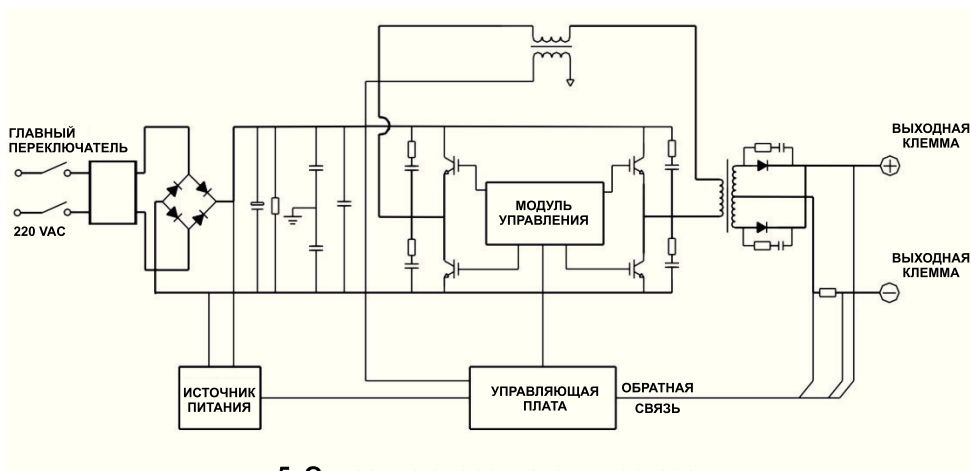 ГЛАВНЫЙ
ПЕРЕКЛЮЧАТЕЛЬ
220 VAC
МОДУЛЬ
УПРАВЛЕНИЯ
ВЫХОДНАЯ
КЛЕММА
+
ВЫХОДНАЯ
КЛЕММА
−
ИСТОЧНИК
ПИТАНИЯ
УПРАВЛЯЮЩАЯ
ПЛАТА
ОБРАТНАЯ
СВЯЗЬ